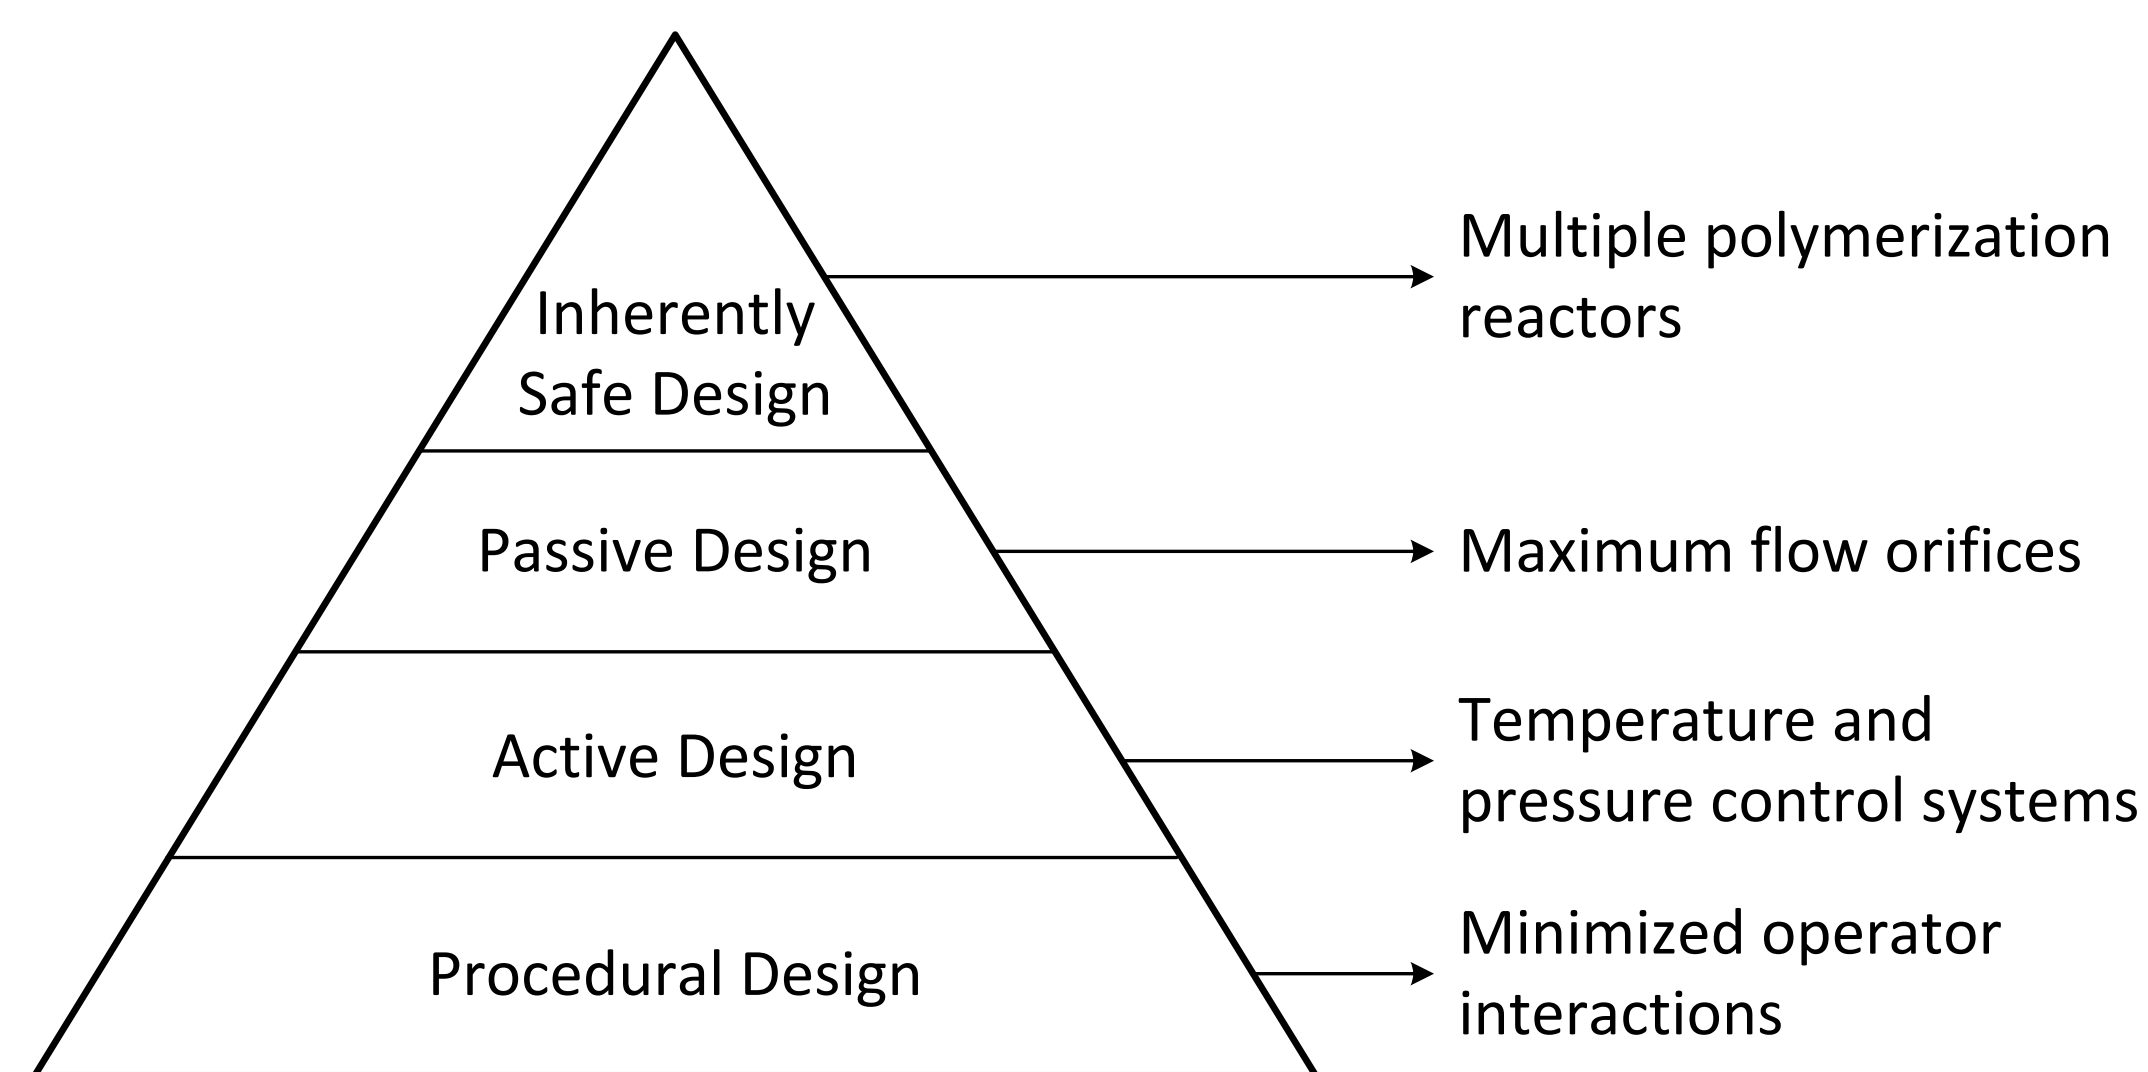 Multiple polymerization
reactors
Inherently
Safe Design
Passive Design
Maximum flow orifices
Active Design
Temperature and
pressure control systems
Procedural Design
Minimized operator
interactions